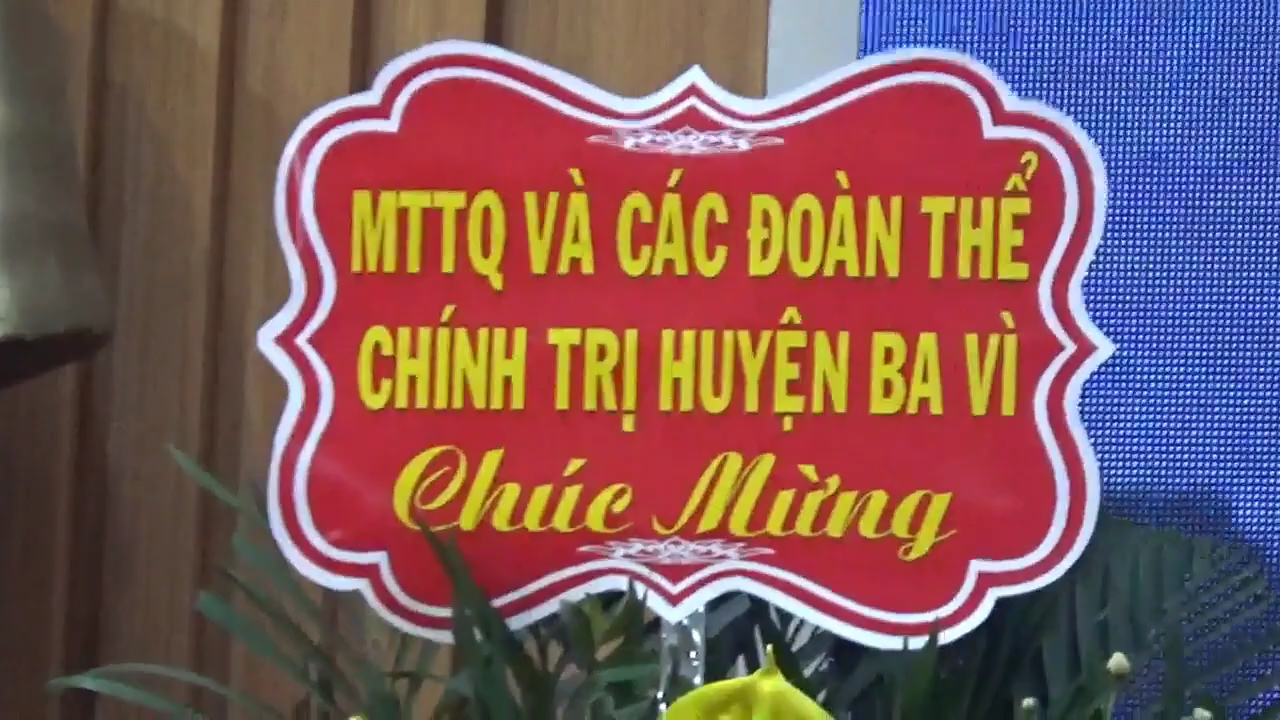 MTTQ VÀ CÁC ĐOÀN THỂ
CHÍNH TRỊ HUYỆN BA VÌ
Chúc Mừng